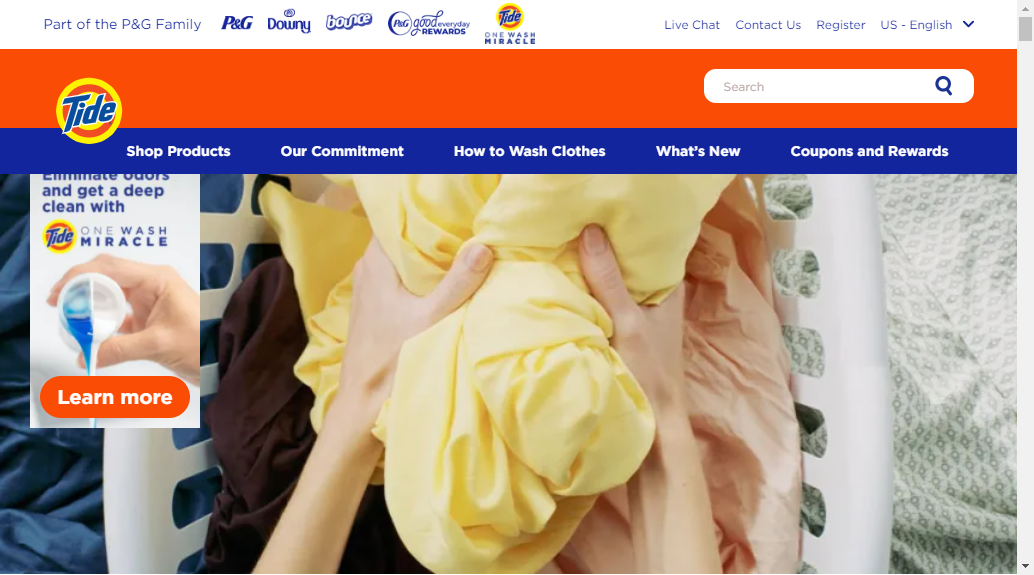 Part of the P&G Family
P&G
Downy
bounce
P&G good everyday
REWARDS
Tide
ONE WASH
MIRACLE
Live Chat
Contact Us
Register
US - English
Search
Tide
Shop Products
Our Commitment
How to Wash Clothes
What's New
Coupons and Rewards
Eliminate odors
and get a deep
clean with
Tide
ONE WASH
MIRACLE
Learn more